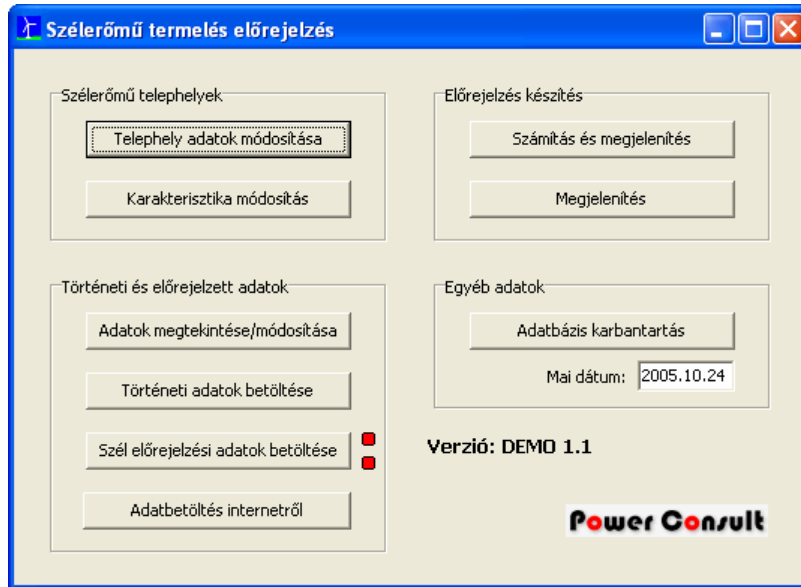 Szélerőmű termelés előrejelzés
Szélerőmű telephelyek
Telephely adatok módosítása
Karakterisztika módosítás
Előrejelzés készítés
Számítás és megjelenítés
Megjelenítés
Történeti és előrejelzett adatok
Adatok megtekintése/módosítása
Történeti adatok betöltése
Szél előrejelzési adatok betöltése
Adatbetöltés internetről
Egyéb adatok
Adatbázis karbantartás
Mai dátum: 2005.10.24
Verzió: DEMO 1.1
Power Consult